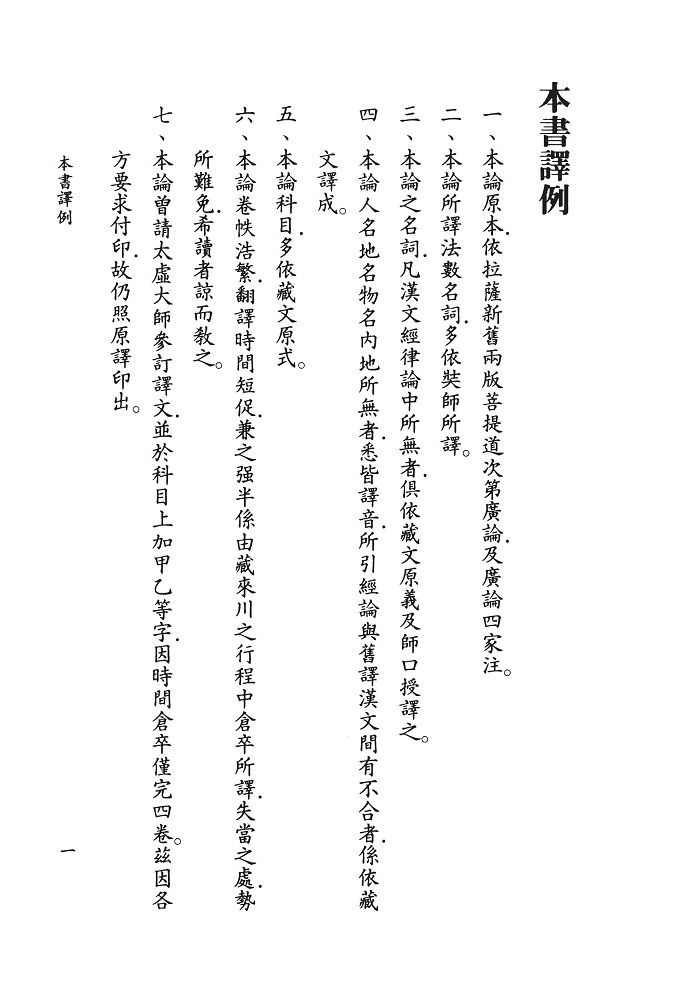 本書譯例
一、本論原本．依拉薩新舊兩版菩提道次第廣論．及廣論四家注。
二、本論所譯法數名詞．多依奘師所譯。
三、本論之名詞．凡漢文經律論中所無者．俱依藏文原義及師口授譯之。
四、本論人名地名物名內地所無者．悉皆譯音．所引經論與舊譯漢文間有不合者．係依藏
文譯成。
五、本論科目．多依藏文原式。
六、本論卷帙浩繁．翻譯時間短促．兼之强半係由藏來川之行程中倉卒所譯．失當之處．勢
所難免．希讀者諒而教之。
七、本論曾請太虛大師參訂譯文．並於科目上加甲乙等字．因時間倉卒僅完四卷。茲因各
方要求付印．故仍照原譯印出。
本書譯例
一